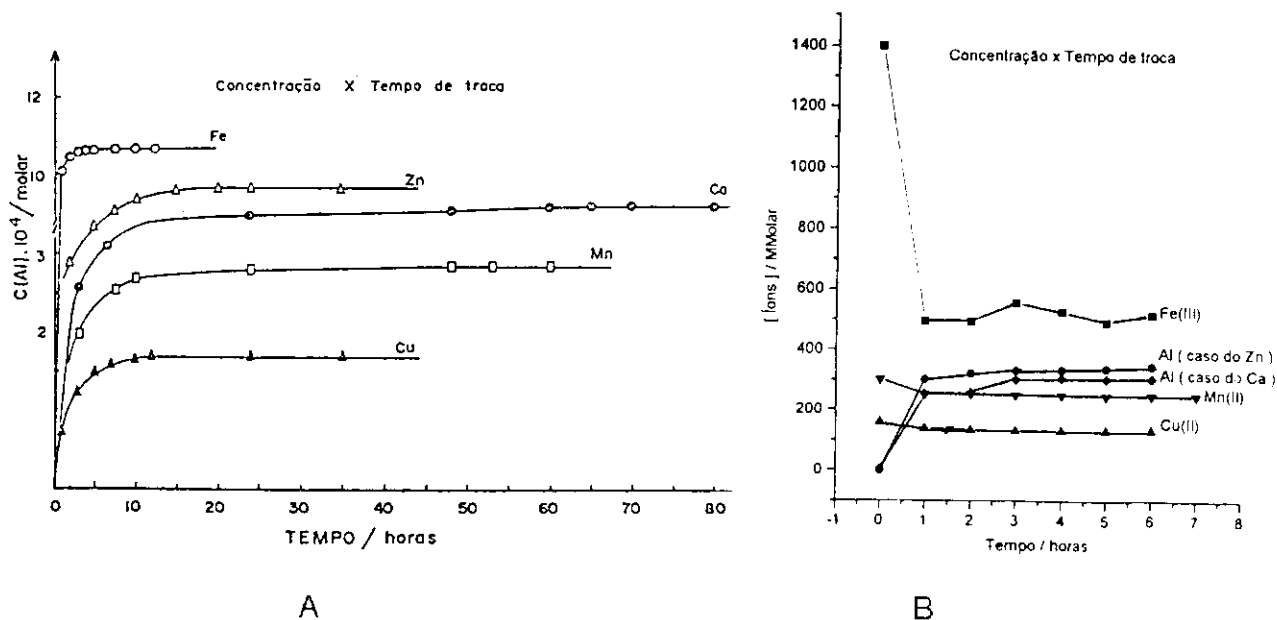 Concentração X Tempo de troca
12
10
3
2
C(Al).10⁻⁴/molar
Fe
Zn
Ca
Mn
Cu
0 10 20 30 40 50 60 70 80
TEMPO / horas
A
Concentração x Tempo de troca
1400
1200
1000
800
600
400
200
0
[ Íons ] / MMolar
Fe(III)
Al ( caso do Zn )
Al ( caso do Ca )
Mn(II)
Cu(II)
-1 0 1 2 3 4 5 6 7 8
Tempo / horas
B